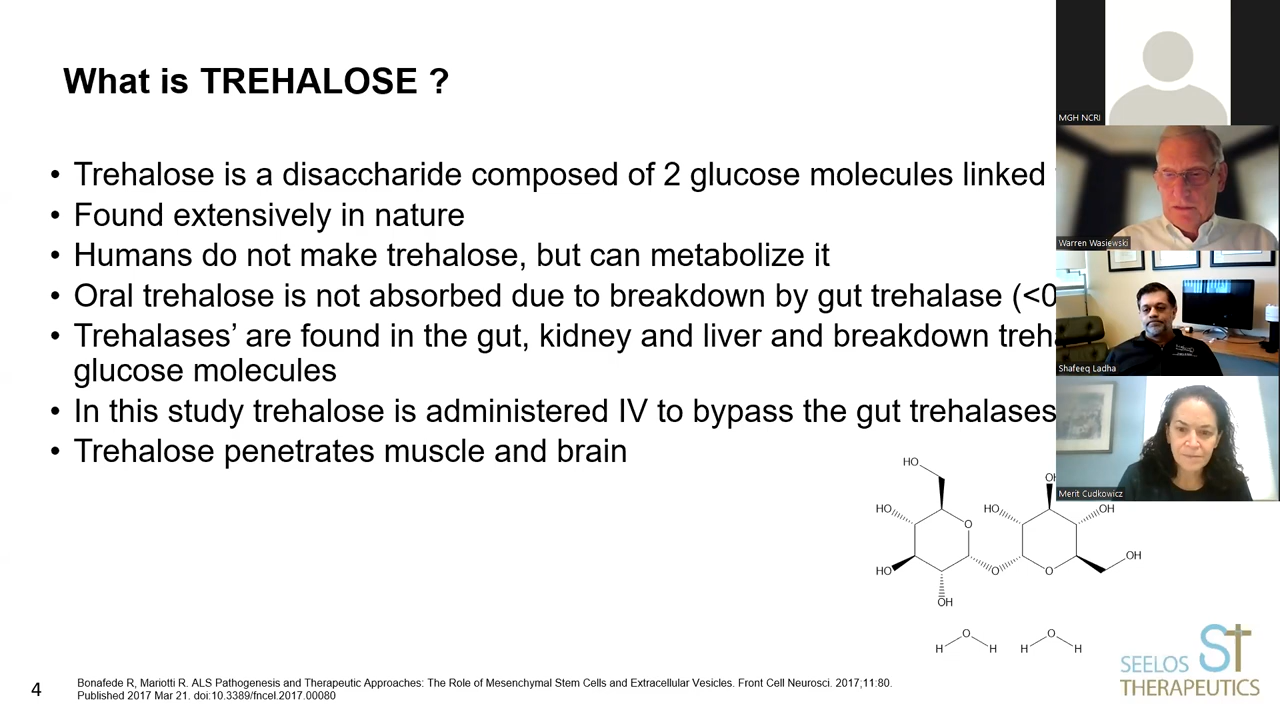 What is TREHALOSE ?
• Trehalose is a disaccharide composed of 2 glucose molecules linked
• Found extensively in nature
• Humans do not make trehalose, but can metabolize it
• Oral trehalose is not absorbed due to breakdown by gut trehalase (<0
• Trehalases’ are found in the gut, kidney and liver and breakdown treh
glucose molecules
• In this study trehalose is administered IV to bypass the gut trehalases
• Trehalose penetrates muscle and brain
MGH NCRI
Warren Wasiewski
Shafeeq Ladha
Merit Cudkowicz
HO
OH
HO
O
HO
OH
HO
O
O
OH
OH
O
H
H
O
H
H
SEELOS
THERAPEUTICS
ST
4
Bonafede R, Mariotti R. ALS Pathogenesis and Therapeutic Approaches: The Role of Mesenchymal Stem Cells and Extracellular Vesicles. Front Cell Neurosci. 2017;11:80.
Published 2017 Mar 21. doi:10.3389/fncel.2017.00080